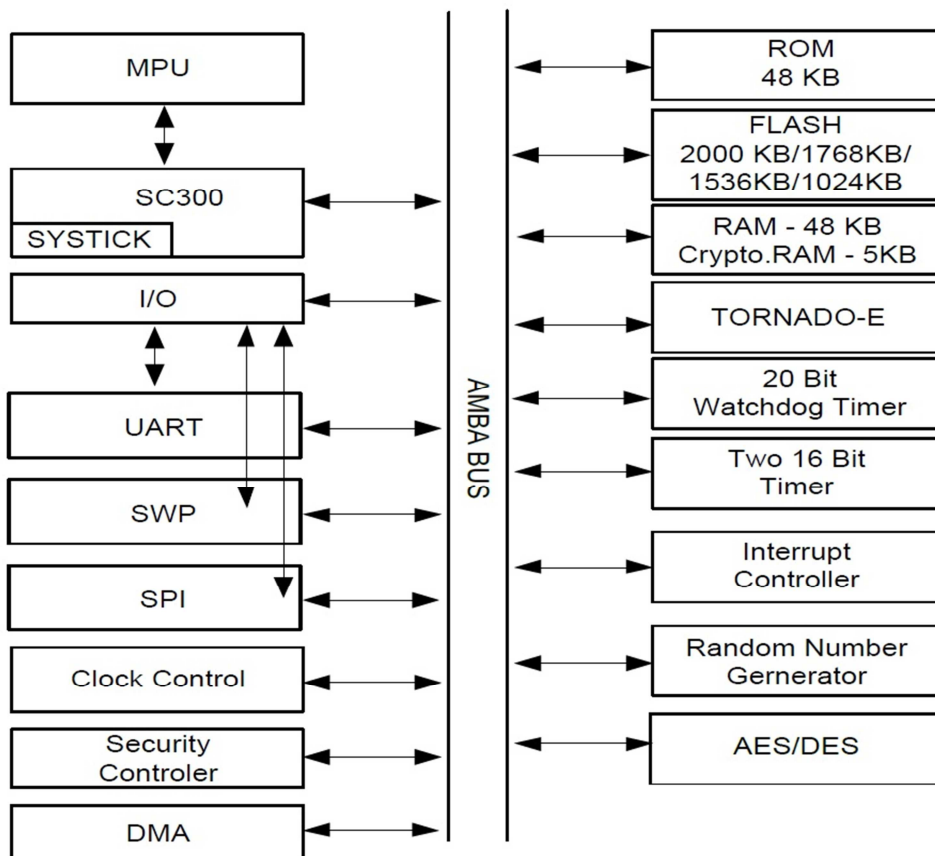 MPU
SC300
SYSTICK
I/O
UART
SWP
SPI
Clock Control
Security
Controler
DMA
AMBA BUS
ROM
48 KB
FLASH
2000 KB/1768KB/
1536KB/1024KB
RAM - 48 KB
Crypto.RAM - 5KB
TORNADO-E
20 Bit
Watchdog Timer
Two 16 Bit
Timer
Interrupt
Controller
Random Number
Gernerator
AES/DES